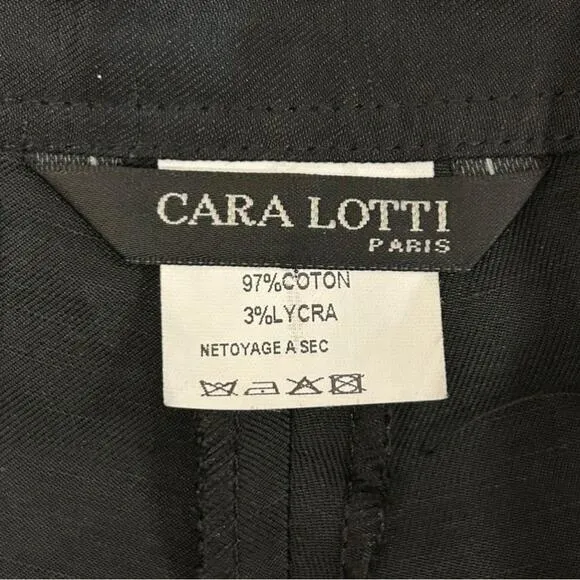 CARA LOTTI
PARIS
97%COTON
3%LYCRA
NETOYAGE A SEC